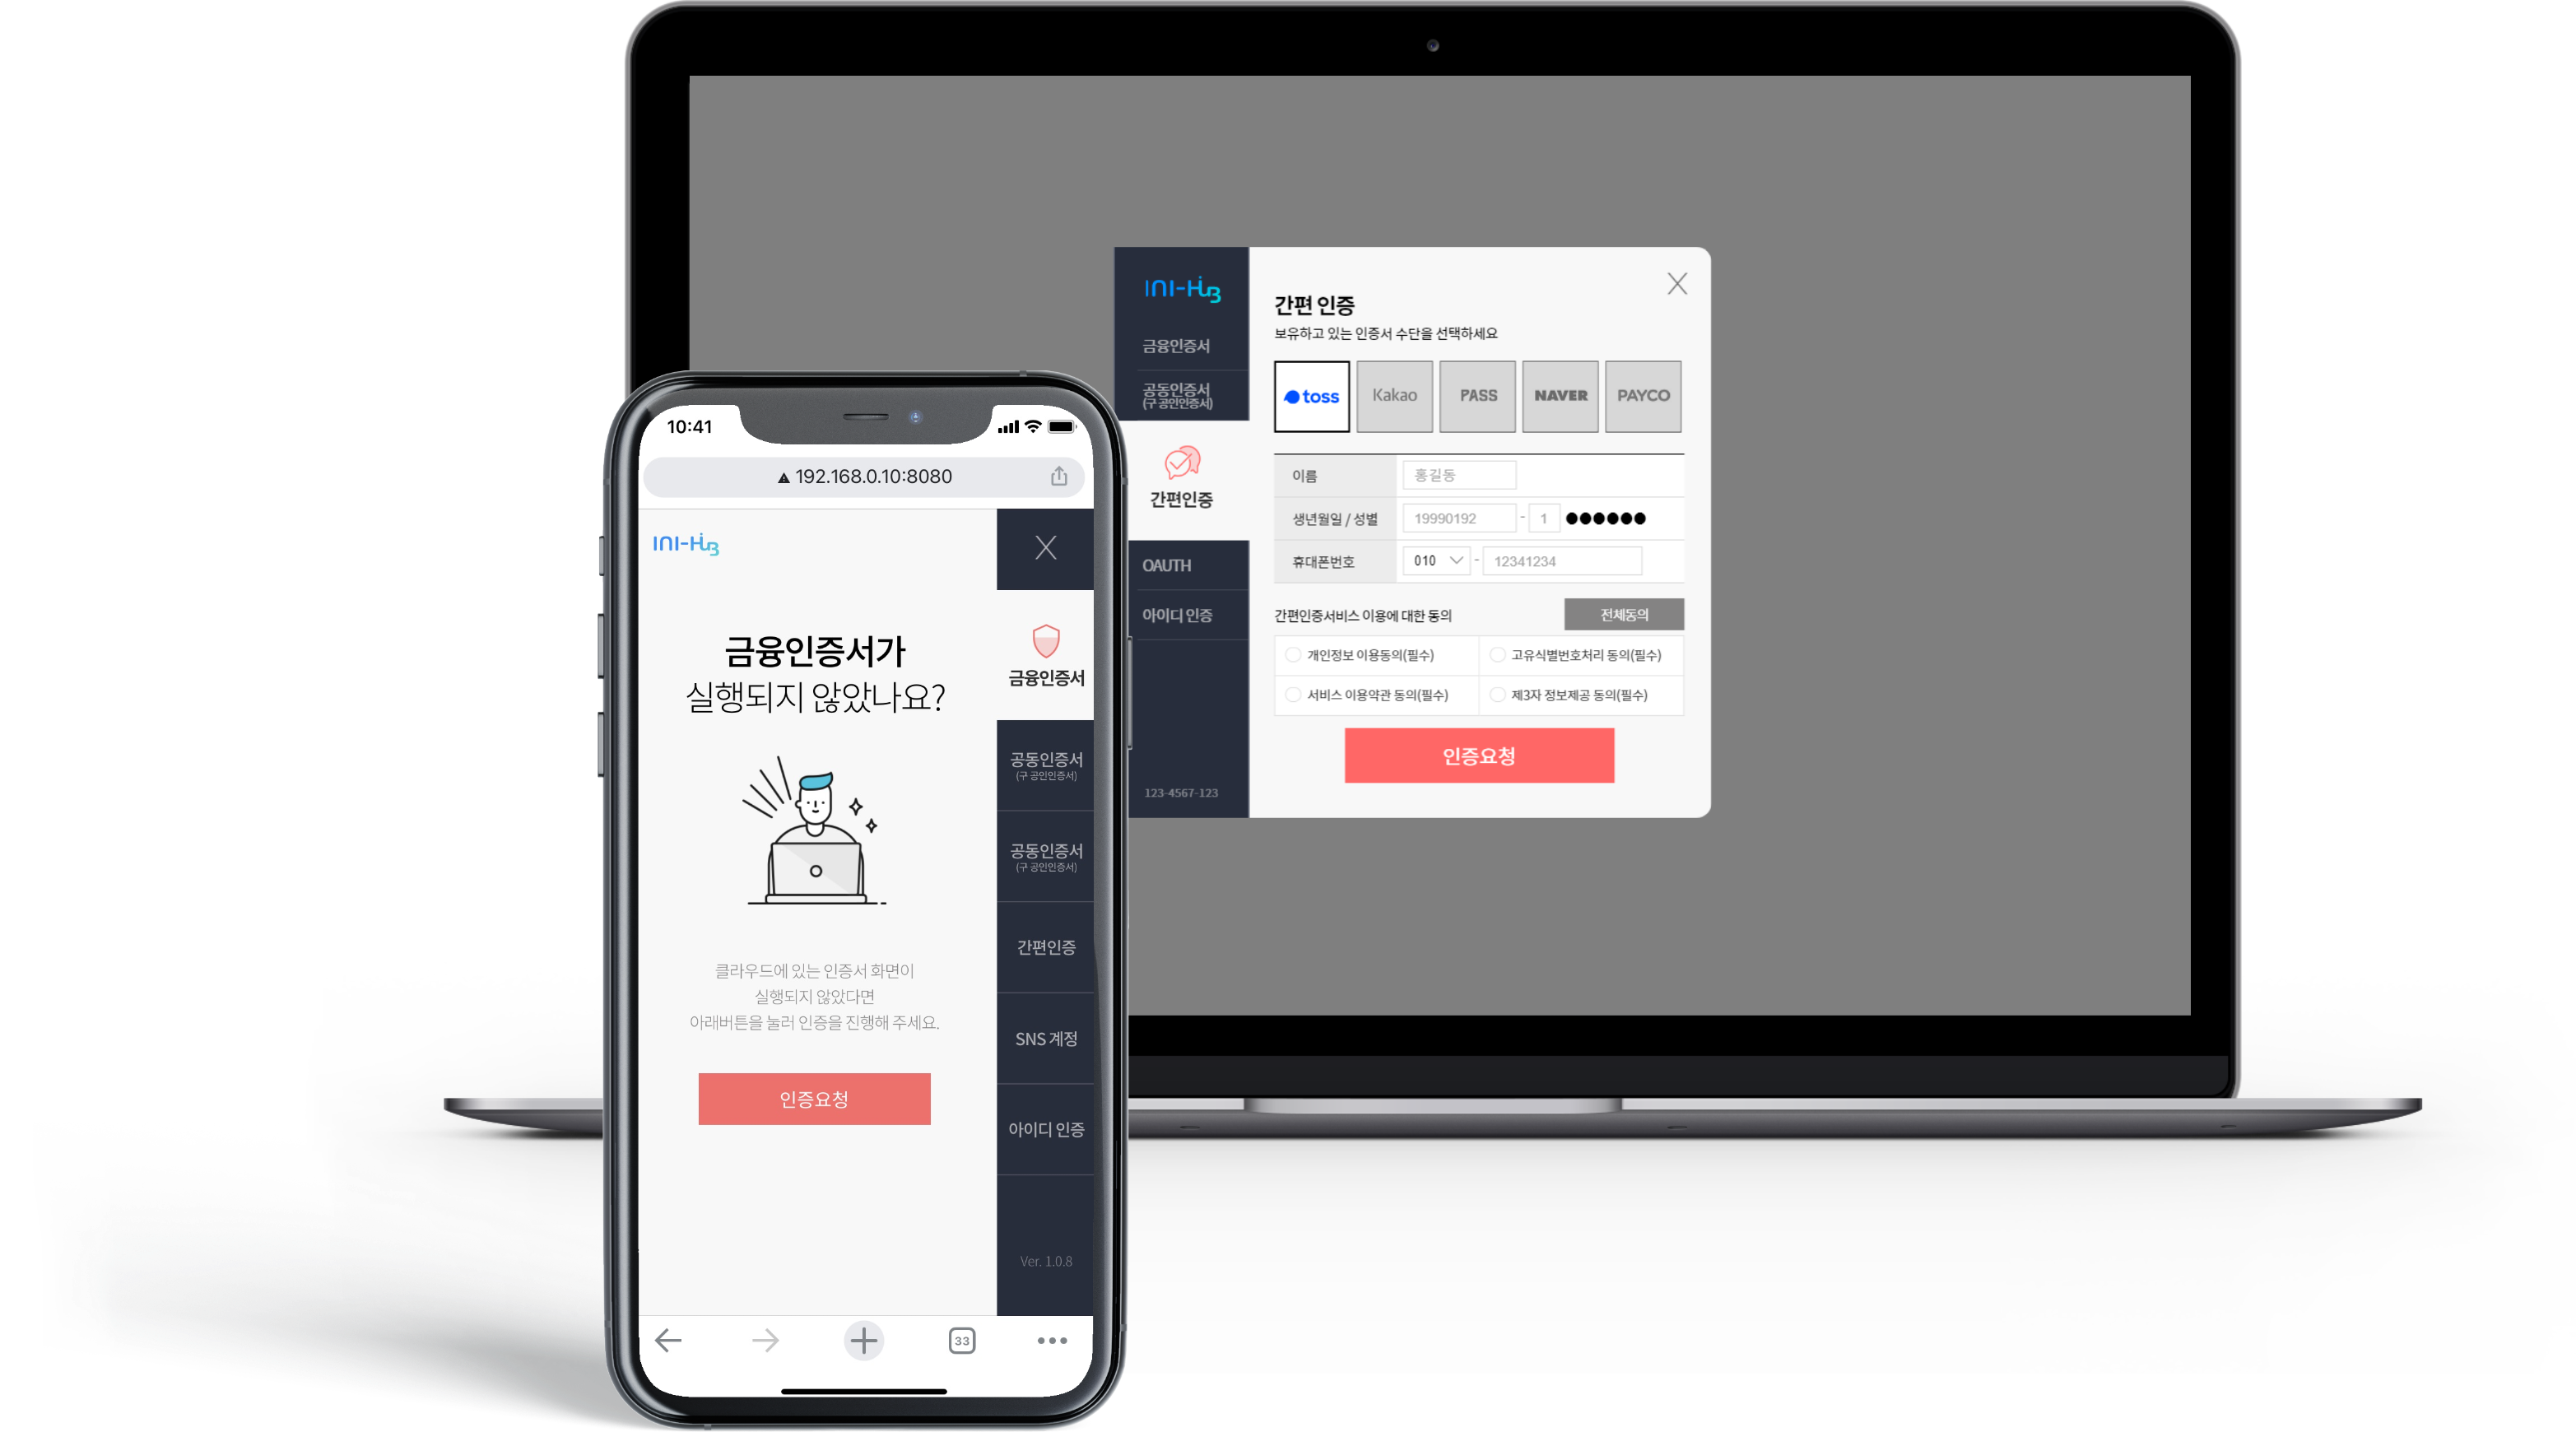 INI-HUB
금융인증서
공동인증서
(구 공인인증서)
간편인증
OAUTH
아이디 인증
123-4567-123
간편 인증
보유하고 있는 인증서 수단을 선택하세요
toss
Kakao
PASS
NAVER
PAYCO
이름
홍길동
생년월일 / 성별
19990192 - 1 ●●●●●●
휴대폰번호
010 - 12341234
간편인증서비스 이용에 대한 동의
전체동의
개인정보 이용동의(필수)
고유식별번호처리 동의(필수)
서비스 이용약관 동의(필수)
제3자 정보제공 동의(필수)
인증요청
10:41
192.168.0.10:8080
INI-HUB
금융인증서가
실행되지 않았나요?
클라우드에 있는 인증서 화면이
실행되지 않았다면
아래버튼을 눌러 인증을 진행해 주세요.
인증요청
금융인증서
공동인증서
(구 공인인증서)
공동인증서
(구 공인인증서)
간편인증
SNS 계정
아이디 인증
Ver. 1.0.8
33